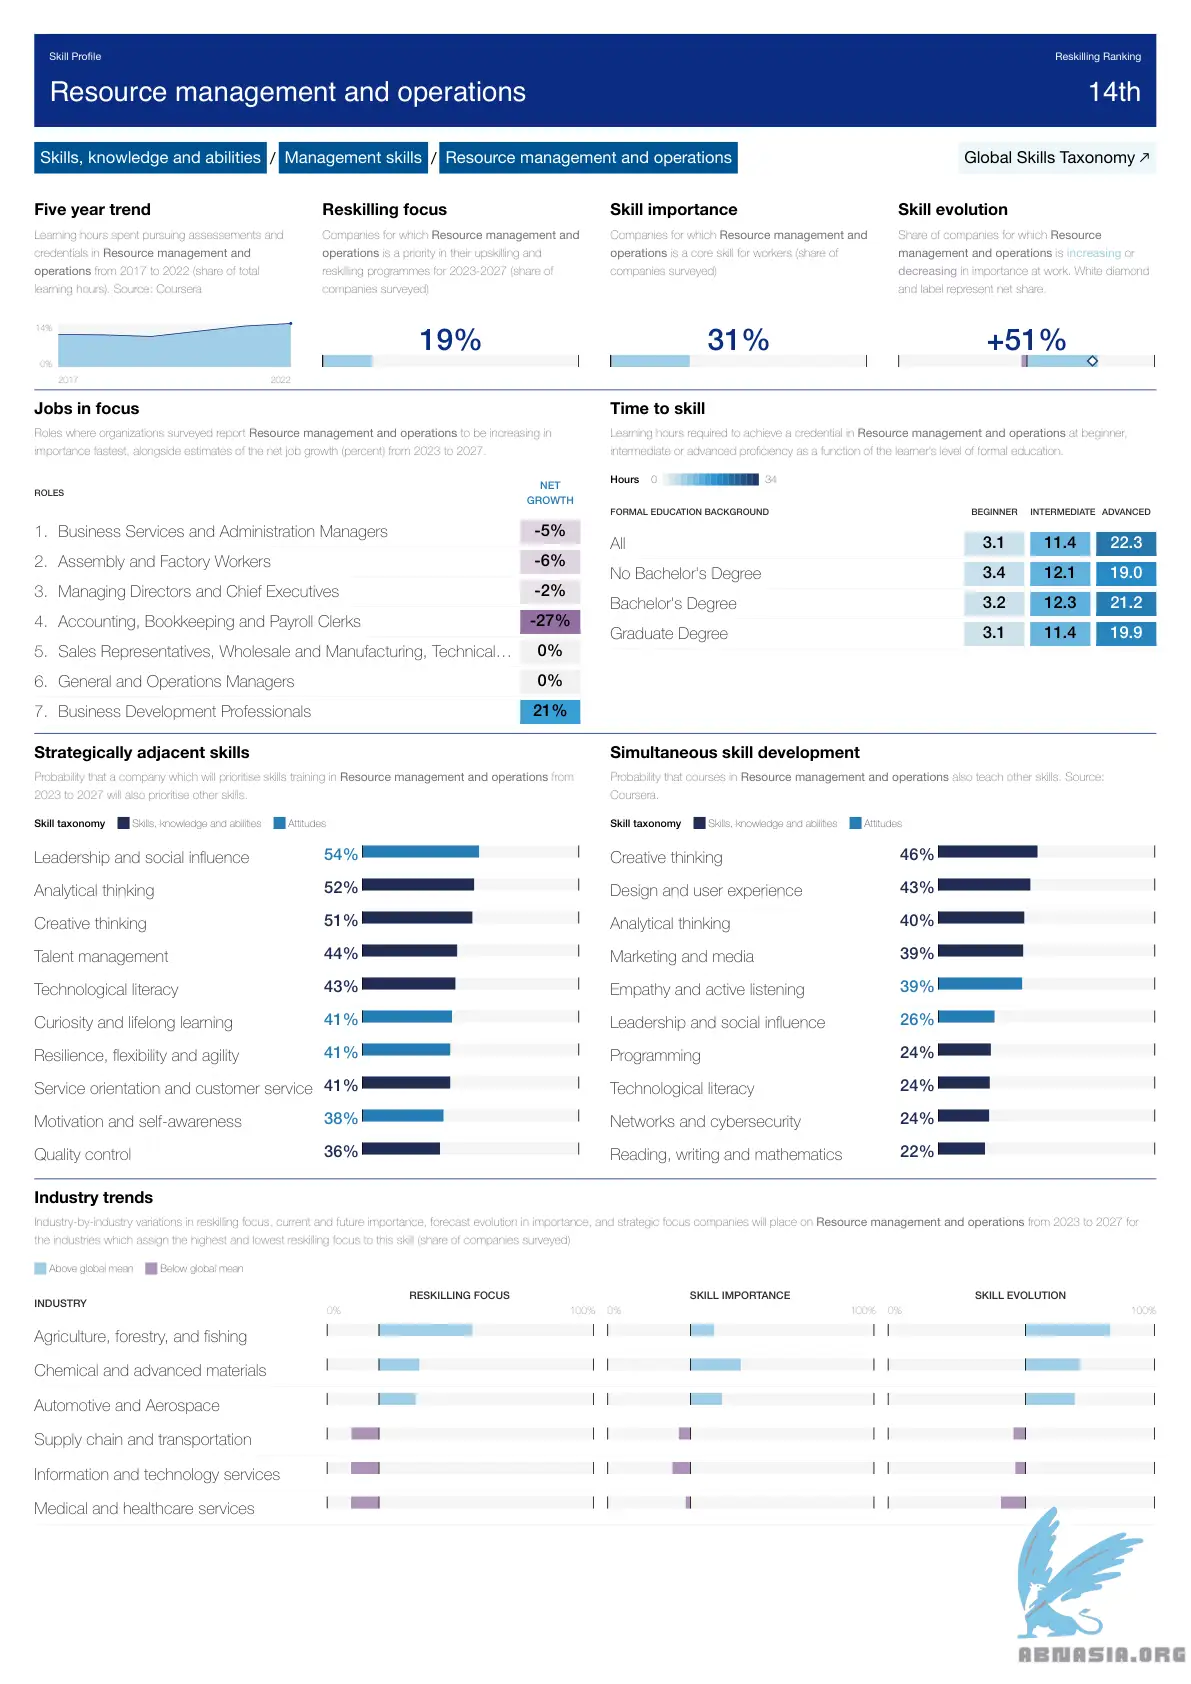 Skill Profile
Reskilling Ranking
Resource management and operations
14th
Skills, knowledge and abilities / Management skills / Resource management and operations
Global Skills Taxonomy ↗
Five year trend
Learning hours spent pursuing assessements and
credentials in Resource management and
operations from 2017 to 2022 (share of total
learning hours). Source: Coursera
14%
0%
2017
2022
Reskilling focus
Companies for which Resource management and
operations is a priority in their upskilling and
reskilling programmes for 2023-2027 (share of
companies surveyed)
19%
Skill importance
Companies for which Resource management and
operations is a core skill for workers (share of
companies surveyed)
31%
Skill evolution
Share of companies for which Resource
management and operations is increasing or
decreasing in importance at work. White diamond
and label represent net share.
+51%
Jobs in focus
Roles where organizations surveyed report Resource management and operations to be increasing in
importance fastest, alongside estimates of the net job growth (percent) from 2023 to 2027.
ROLES
NET
GROWTH
1. Business Services and Administration Managers -5%
2. Assembly and Factory Workers -6%
3. Managing Directors and Chief Executives -2%
4. Accounting, Bookkeeping and Payroll Clerks -27%
5. Sales Representatives, Wholesale and Manufacturing, Technical… 0%
6. General and Operations Managers 0%
7. Business Development Professionals 21%
Time to skill
Learning hours required to achieve a credential in Resource management and operations at beginner,
intermediate or advanced proficiency as a function of the learner's level of formal education.
Hours 0 34
FORMAL EDUCATION BACKGROUND BEGINNER INTERMEDIATE ADVANCED
All 3.1 11.4 22.3
No Bachelor's Degree 3.4 12.1 19.0
Bachelor's Degree 3.2 12.3 21.2
Graduate Degree 3.1 11.4 19.9
Strategically adjacent skills
Probability that a company which will prioritise skills training in Resource management and operations from
2023 to 2027 will also prioritise other skills.
Skill taxonomy Skills, knowledge and abilities Attitudes
Leadership and social influence 54%
Analytical thinking 52%
Creative thinking 51%
Talent management 44%
Technological literacy 43%
Curiosity and lifelong learning 41%
Resilience, flexibility and agility 41%
Service orientation and customer service 41%
Motivation and self-awareness 38%
Quality control 36%
Simultaneous skill development
Probability that courses in Resource management and operations also teach other skills. Source:
Coursera.
Skill taxonomy Skills, knowledge and abilities Attitudes
Creative thinking 46%
Design and user experience 43%
Analytical thinking 40%
Marketing and media 39%
Empathy and active listening 39%
Leadership and social influence 26%
Programming 24%
Technological literacy 24%
Networks and cybersecurity 24%
Reading, writing and mathematics 22%
Industry trends
Industry-by-industry variations in reskilling focus, current and future importance, forecast evolution in importance, and strategic focus companies will place on Resource management and operations from 2023 to 2027 for
the industries which assign the highest and lowest reskilling focus to this skill (share of companies surveyed)
Above global mean Below global mean
INDUSTRY RESKILLING FOCUS SKILL IMPORTANCE SKILL EVOLUTION
0% 100% 0% 100% 0% 100%
Agriculture, forestry, and fishing
Chemical and advanced materials
Automotive and Aerospace
Supply chain and transportation
Information and technology services
Medical and healthcare services
ABNASIA.ORG